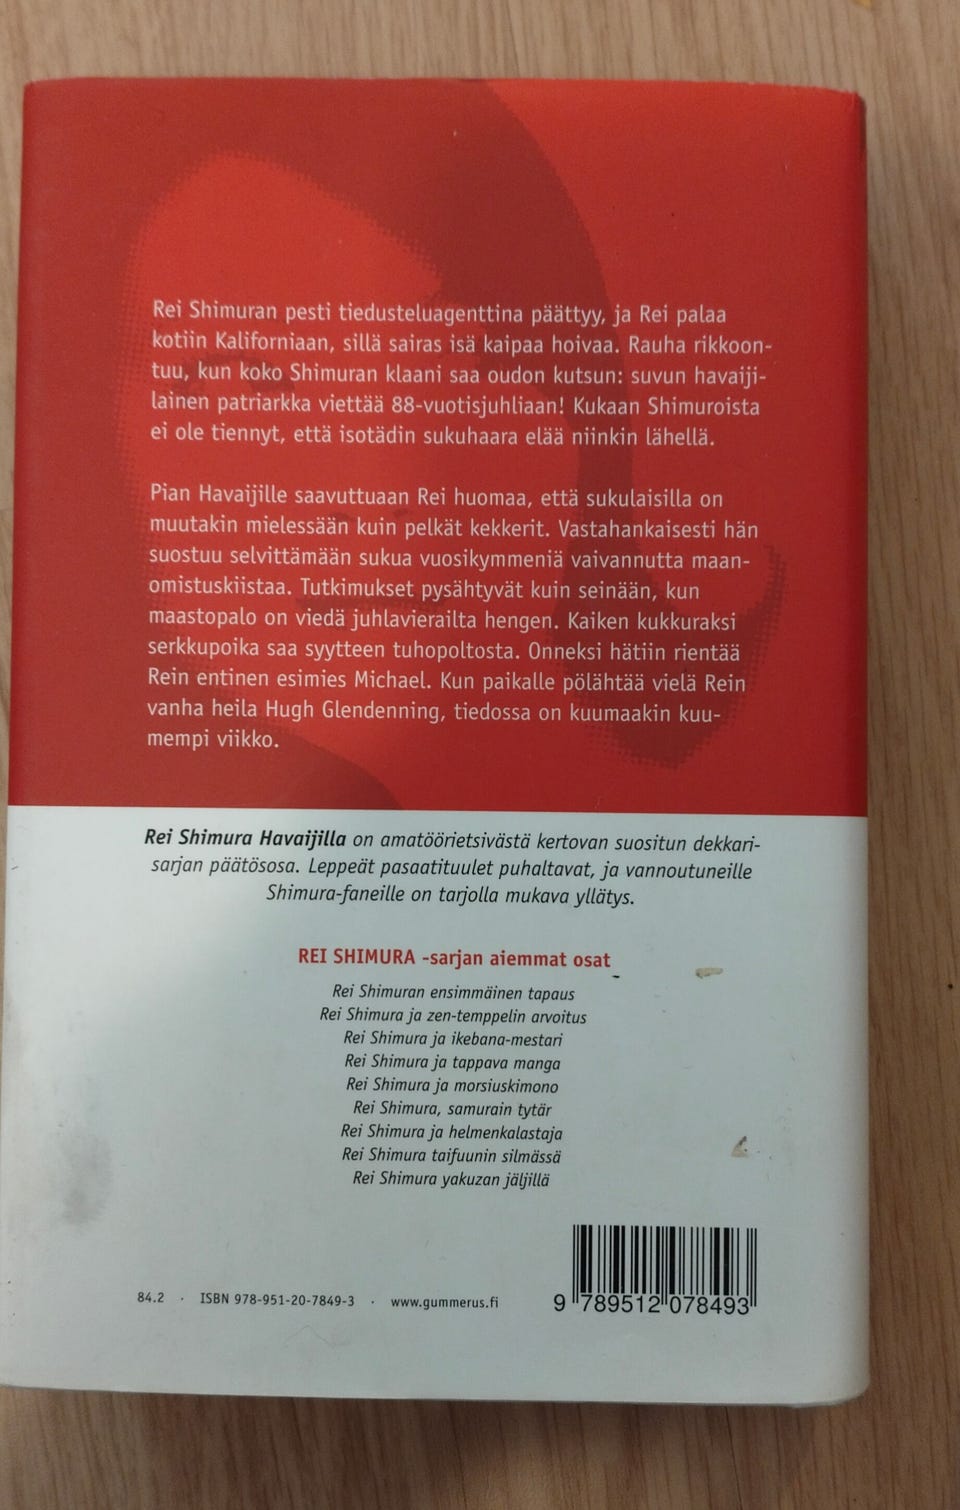 Rei Shimuran pesti tiedusteluagenttina päättyy, ja Rei palaa
kotiin Kaliforniaan, sillä sairas isä kaipaa hoivaa. Rauha rikkoon-
tuu, kun koko Shimuran klaani saa oudon kutsun: suvun havaiji-
lainen patriarkka viettää 88-vuotisjuhliaan! Kukaan Shimuroista
ei ole tiennyt, että isotädin sukuhaara elää niinkin lähellä.
Pian Havaijille saavuttuaan Rei huomaa, että sukulaisilla on
muutakin mielessään kuin pelkät kekkerit. Vastahankaisesti hän
suostuu selvittämään sukua vuosikymmeniä vaivannutta maan-
omistuskiistaa. Tutkimukset pysähtyvät kuin seinään, kun
maastopalo on viedä juhlavierailta hengen. Kaiken kukkuraksi
serkkupoika saa syytteen tuhopoltosta. Onneksi hätiin rientää
Rein entinen esimies Michael. Kun paikalle pölähtää vielä Rein
vanha heila Hugh Glendenning, tiedossa on kuumaakin kuu-
mempi viikko.
Rei Shimura Havaijilla on amatöörietsivästä kertovan suositun dekkari-
sarjan päätösosa. Leppeät pasaatituulet puhaltavat, ja vannoutuneille
Shimura-faneille on tarjolla mukava yllätys.
REI SHIMURA -sarjan aiemmat osat
Rei Shimuran ensimmäinen tapaus
Rei Shimura ja zen-temppelin arvoitus
Rei Shimura ja ikebana-mestari
Rei Shimura ja tappava manga
Rei Shimura ja morsiuskimono
Rei Shimura, samurain tytär
Rei Shimura ja helmenkalastaja
Rei Shimura taifuunin silmässä
Rei Shimura yakuzan jäljillä
84.2 · ISBN 978-951-20-7849-3 · www.gummerus.fi
9 789512 078493